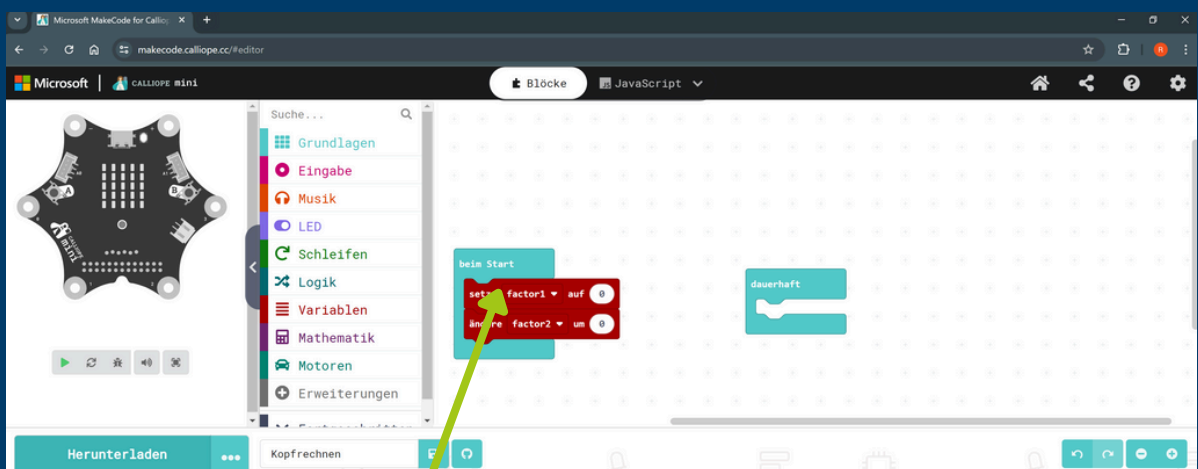 Microsoft MakeCode for Calliop
makecode.calliope.cc/#editor
R
Microsoft
CALLIOPE mini
Blöcke
JavaScript
Suche...
Grundlagen
Eingabe
Musik
LED
Schleifen
Logik
Variablen
Mathematik
Motoren
Erweiterungen
A
B
mini
beim Start
factor1 auf 0
factor2 um 0
dauerhaft
Herunterladen
Kopfrechnen